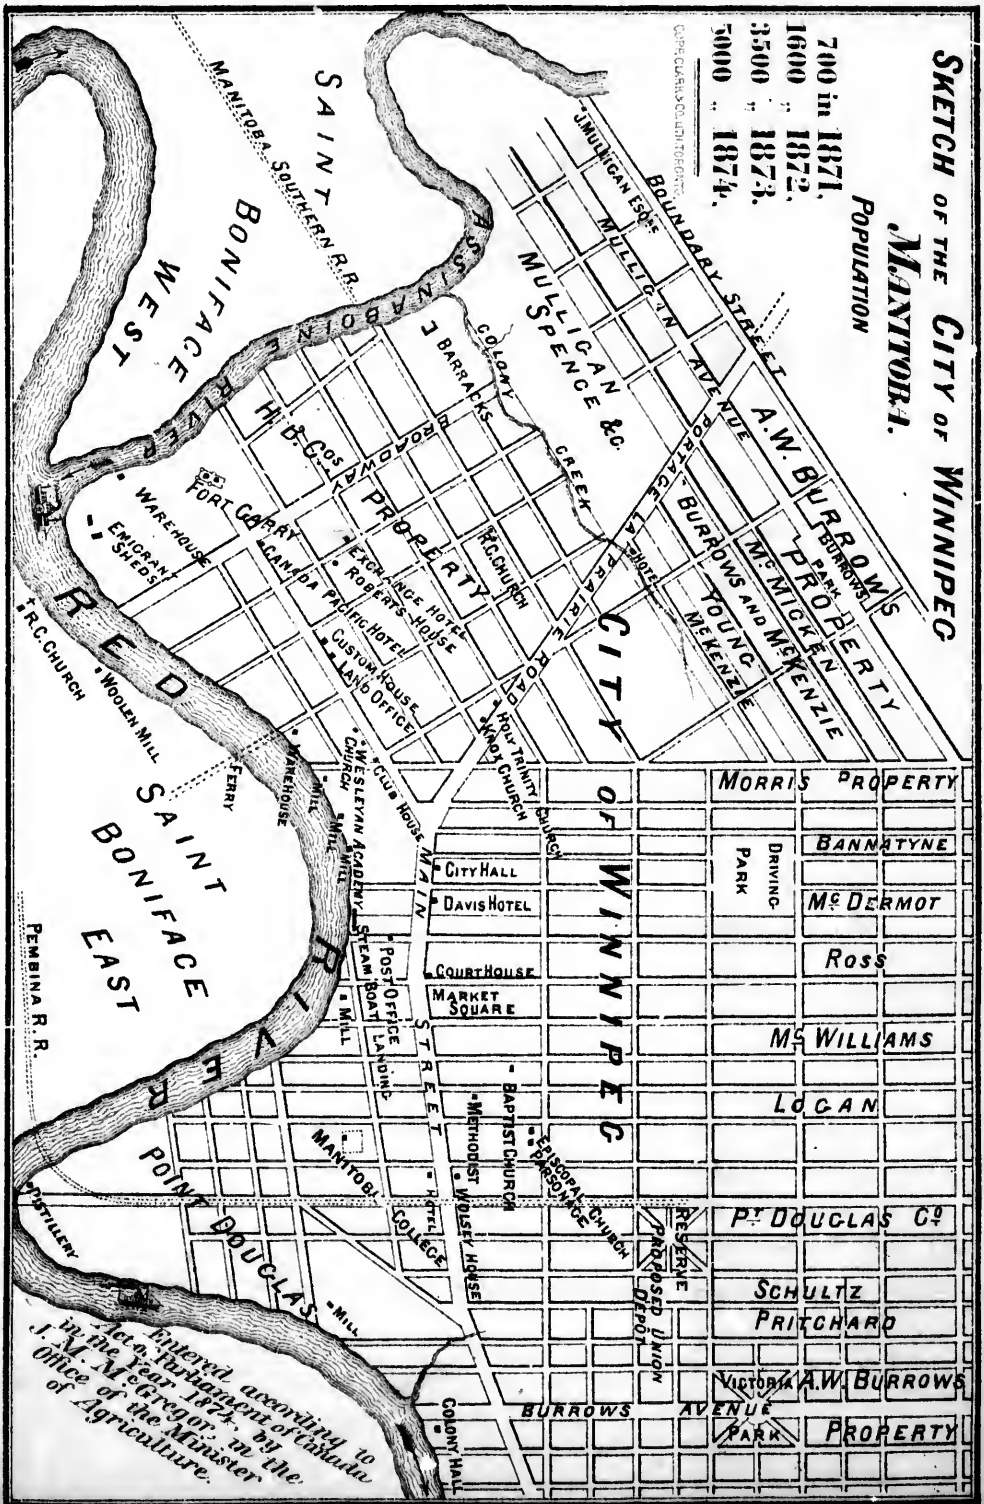 SKETCH OF THE CITY OF WINNIPEG
MANITOBA.
POPULATION
700 in 1871,
1600 „ 1872,
3500 „ 1873.
5000 „ 1874.
COPP, CLARK & CO. LITH. TORONTO
SAINT
BONIFACE
WEST
MANITOBA SOUTHERN R.R.
ASSINABOINE RIVER
J. MULLIGAN ESQRS
BOUNDARY STREET
MULLIGAN AVENUE
MULLIGAN
SPENCE &C.
A.W. BURROWS
PROPERTY
BURROWS
PARK
MCMICKEN
BURROWS AND MCKENZIE
YOUNG
MCKENZIE
PORTAGE LA PRAIRIE ROAD
HOTEL
COLONY CREEK
BARRACKS
BROADWAY
H.B. COS
PROPERTY
R.C. CHURCH
FORT GARRY
WAREHOUSE
EMIGRANT
SHEDS
EXCHANGE HOTEL
ROBERTS HOUSE
CANADA PACIFIC HOTEL
CUSTOM HOUSE
LAND OFFICE
HOLY TRINITY CHURCH
KNOX CHURCH
CITY OF WINNIPEG
RED RIVER
R.C. CHURCH
WOOLEN MILL
FERRY
WAREHOUSE
MILL
MILL
MILL
WESLEYAN ACADEMY
CHURCH
CLUB HOUSE
MAIN STREET
CITY HALL
DAVIS HOTEL
COURT HOUSE
MARKET
SQUARE
POST OFFICE
STEAM BOAT LANDING
MILL
SAINT
BONIFACE
EAST
PEMBINA R.R.
MORRIS PROPERTY
BANNATYNE
DRIVING
PARK
MCDERMOT
ROSS
MCWILLIAMS
LOGAN
PT DOUGLAS CO
SCHULTZ
PRITCHARD
VICTORIA
PARK
A.W. BURROWS
PROPERTY
BURROWS AVENUE
BAPTIST CHURCH
METHODIST
EPISCOPAL CHURCH
PARSONAGE
RESERVE
PROPOSED UNION
DEPOT
HOTEL
WOLSEY HOUSE
MANITOBA COLLEGE
POINT DOUGLAS
DISTILLERY
MILL
COLONY HALL
Entered according to
Act o. Parliament of Canada
in the Year 1874, by
J. M. McGregor, in the
Office of the Minister
of Agriculture.